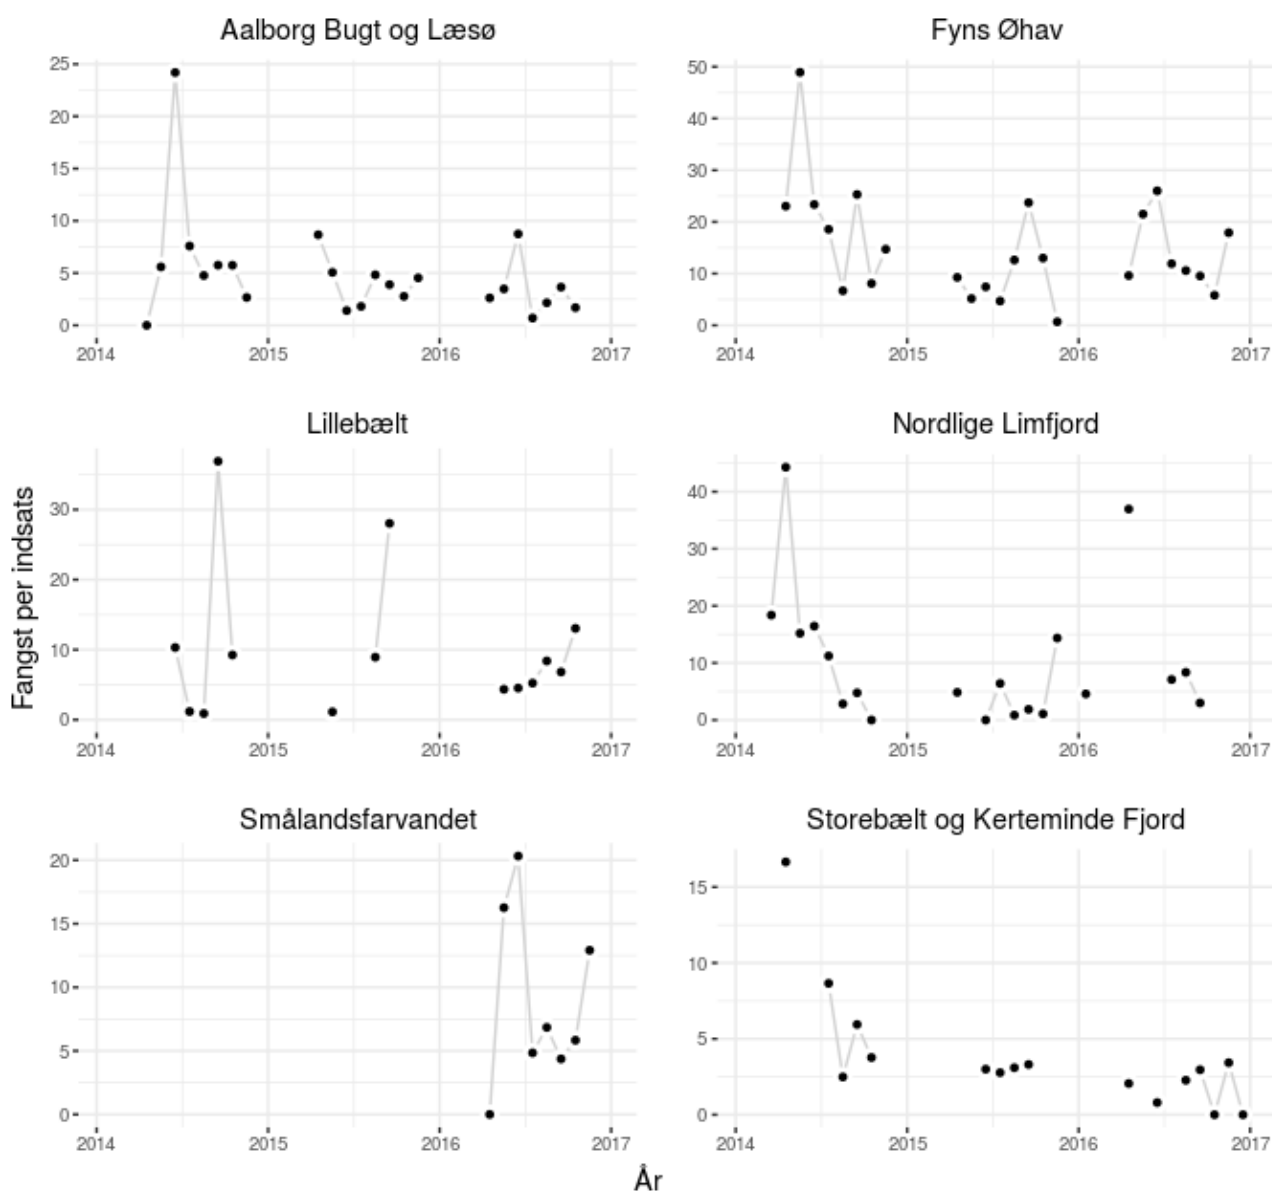 Aalborg Bugt og Læsø
25
20
15
10
5
0
2014 2015 2016 2017
Fyns Øhav
50
40
30
20
10
0
2014 2015 2016 2017
Fangst per indsats
Lillebælt
30
20
10
0
2014 2015 2016 2017
Nordlige Limfjord
40
30
20
10
0
2014 2015 2016 2017
Smålandsfarvandet
20
15
10
5
0
2014 2015 2016 2017
Storebælt og Kerteminde Fjord
15
10
5
0
2014 2015 2016 2017
År